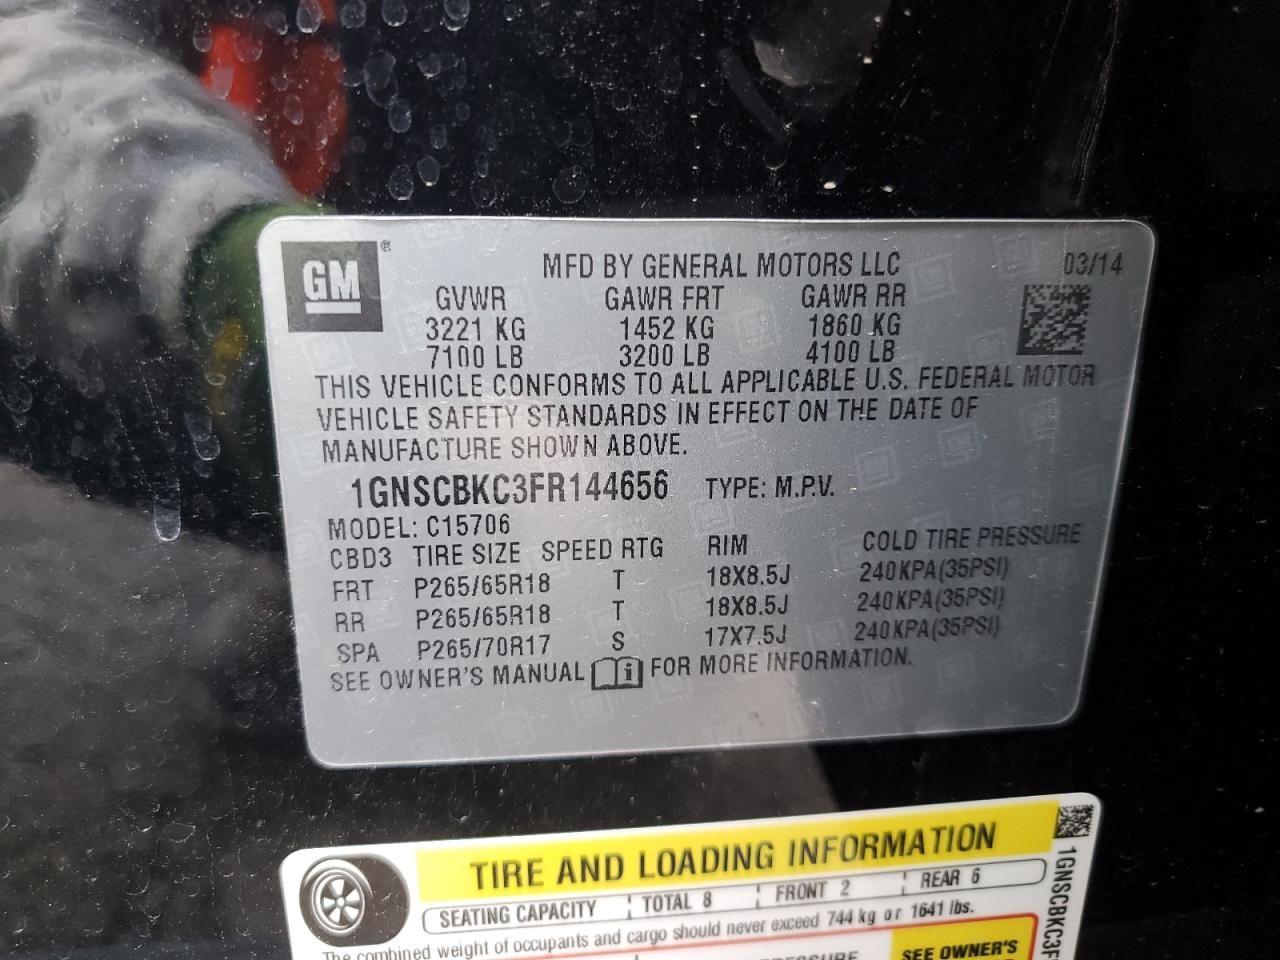 GM ®
MFD BY GENERAL MOTORS LLC 03/14
GVWR GAWR FRT GAWR RR
3221 KG 1452 KG 1860 KG
7100 LB 3200 LB 4100 LB
THIS VEHICLE CONFORMS TO ALL APPLICABLE U.S. FEDERAL MOTOR
VEHICLE SAFETY STANDARDS IN EFFECT ON THE DATE OF
MANUFACTURE SHOWN ABOVE.
1GNSCBKC3FR144656 TYPE: M.P.V.
MODEL: C15706
CBD3 TIRE SIZE SPEED RTG RIM COLD TIRE PRESSURE
FRT P265/65R18 T 18X8.5J 240KPA(35PSI)
RR P265/65R18 T 18X8.5J 240KPA(35PSI)
SPA P265/70R17 S 17X7.5J 240KPA(35PSI)
SEE OWNER'S MANUAL i FOR MORE INFORMATION.
TIRE AND LOADING INFORMATION
SEATING CAPACITY TOTAL 8 FRONT 2 REAR 6
The combined weight of occupants and cargo should never exceed 744 kg or 1641 lbs.
SEE OWNER'S
1GNSCBKC3F